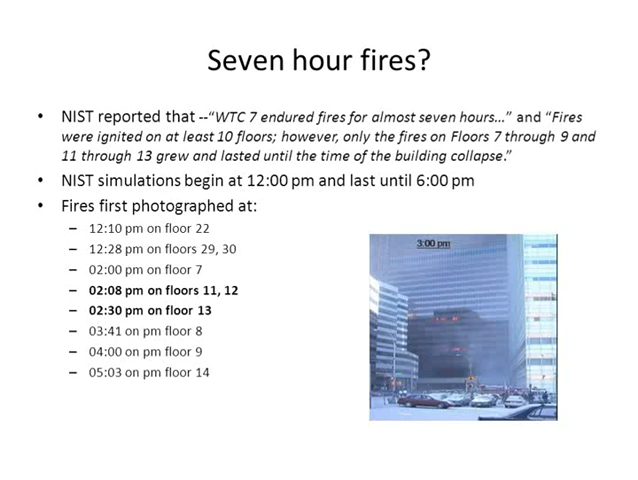 Seven hour fires?
• NIST reported that --“WTC 7 endured fires for almost seven hours…” and “Fires
were ignited on at least 10 floors; however, only the fires on Floors 7 through 9 and
11 through 13 grew and lasted until the time of the building collapse.”
• NIST simulations begin at 12:00 pm and last until 6:00 pm
• Fires first photographed at:
– 12:10 pm on floor 22
– 12:28 pm on floors 29, 30
– 02:00 pm on floor 7
– 02:08 pm on floors 11, 12
– 02:30 pm on floor 13
– 03:41 on pm floor 8
– 04:00 on pm floor 9
– 05:03 on pm floor 14
3:00 pm